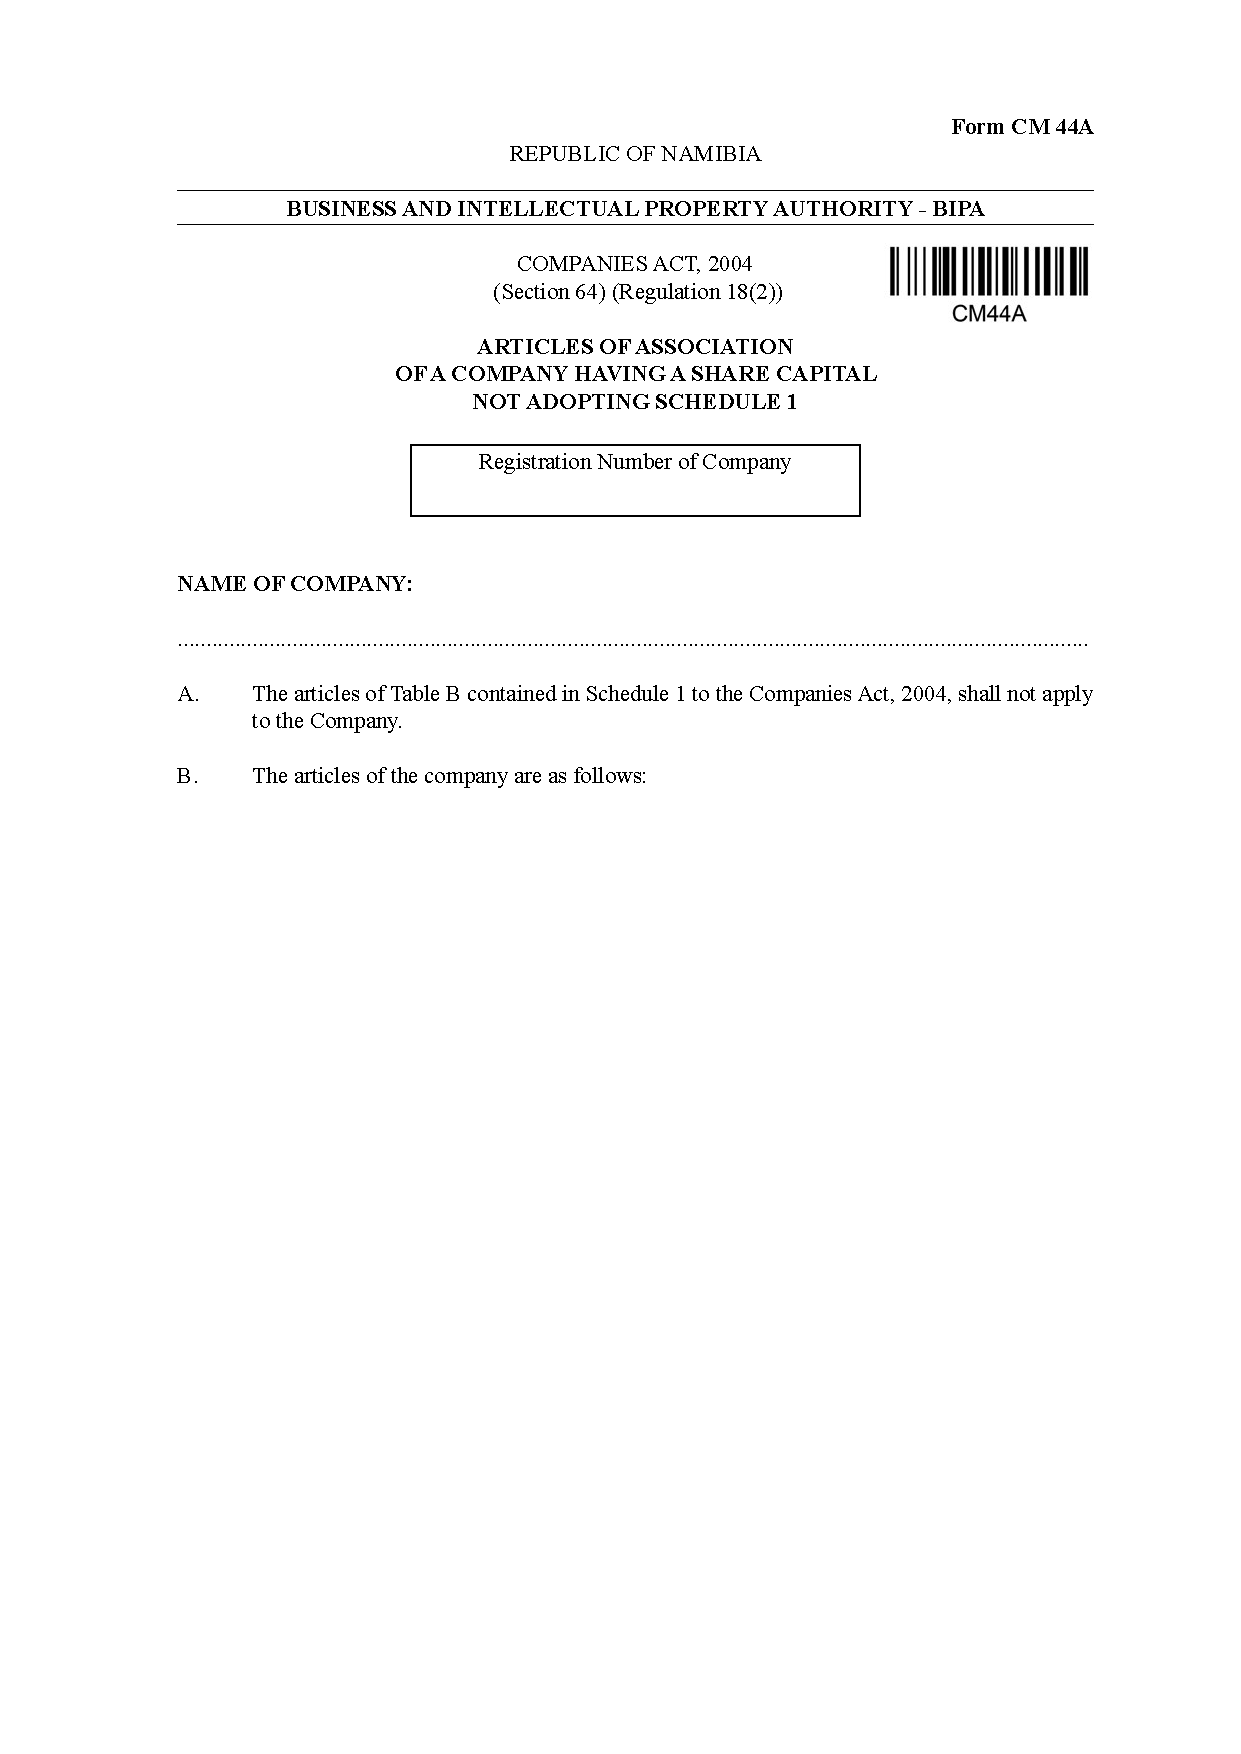 Form CM 44A
REPUBLIC OF NAMIBIA
BUSINESS AND INTELLECTUAL PROPERTY AUTHORITY - BIPA
COMPANIES ACT, 2004
(Section 64) (Regulation 18(2))
CM44A
ARTICLES OF ASSOCIATION
OF A COMPANY HAVING A SHARE CAPITAL
NOT ADOPTING SCHEDULE 1
Registration Number of Company
NAME OF COMPANY:
................................................................................................................................................................
A. The articles of Table B contained in Schedule 1 to the Companies Act, 2004, shall not apply
to the Company.
B. The articles of the company are as follows: